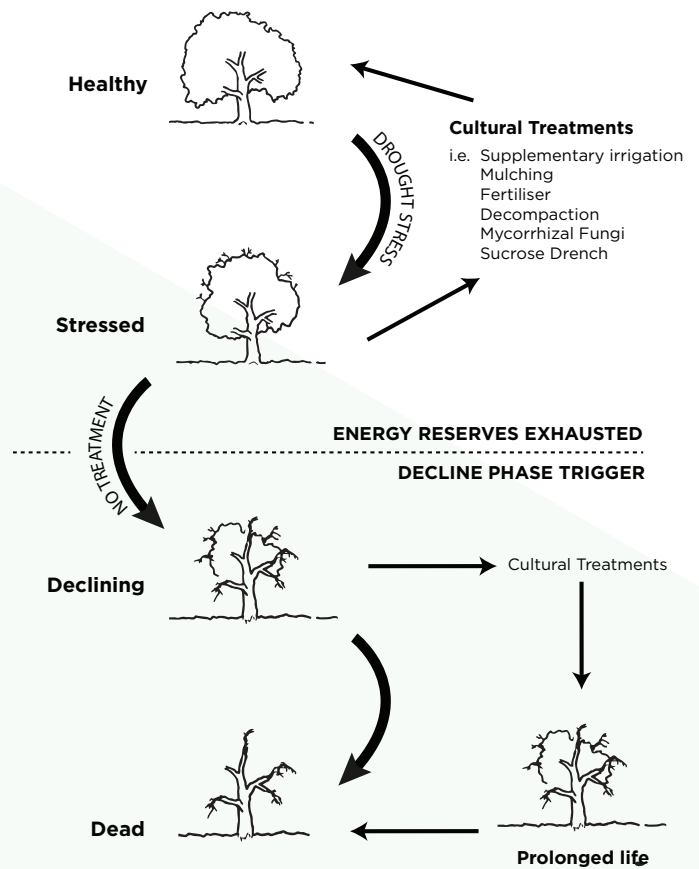 Healthy
Cultural Treatments
i.e. Supplementary irrigation
Mulching
Fertiliser
Decompaction
Mycorrhizal Fungi
Sucrose Drench
DROUGHT STRESS
Stressed
NO TREATMENT
ENERGY RESERVES EXHAUSTED
DECLINE PHASE TRIGGER
Declining
Cultural Treatments
Dead
Prolonged life